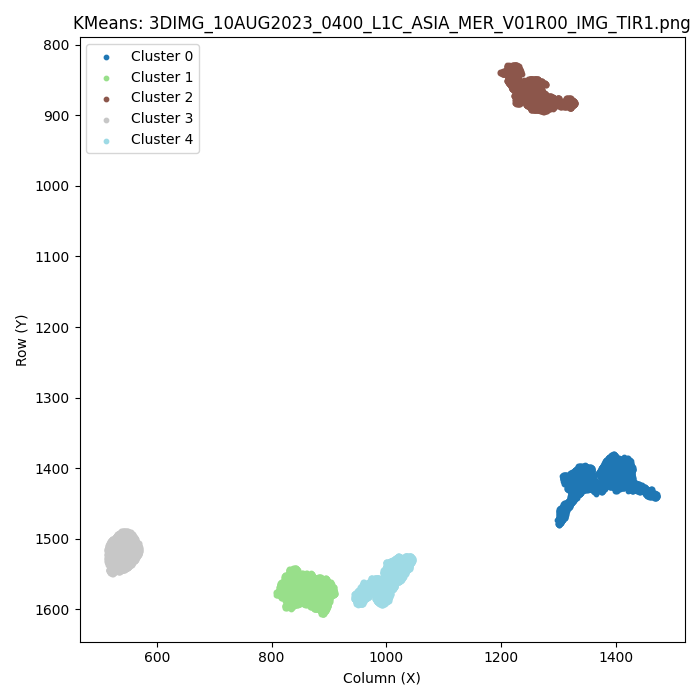 KMeans: 3DIMG_10AUG2023_0400_L1C_ASIA_MER_V01R00_IMG_TIR1.png
Cluster 0
Cluster 1
Cluster 2
Cluster 3
Cluster 4
800
900
1000
1100
1200
1300
1400
1500
1600
Row (Y)
600 800 1000 1200 1400
Column (X)